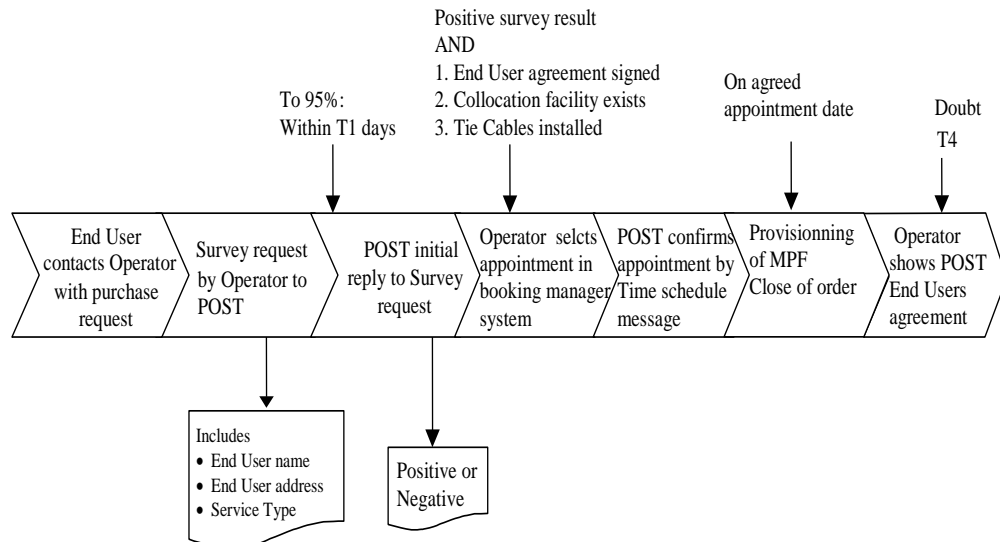 Positive survey result
AND
1. End User agreement signed
2. Collocation facility exists
3. Tie Cables installed
To 95%:
Within T1 days
On agreed
appointment date
Doubt
T4
End User
contacts Operator
with purchase
request
Survey request
by Operator to
POST
POST initial
reply to Survey
request
Operator selcts
appointment in
booking manager
system
POST confirms
appointment by
Time schedule
message
Provisionning
of MPF
Close of order
Operator
shows POST
End Users
agreement
Includes
• End User name
• End User address
• Service Type
Positive or
Negative